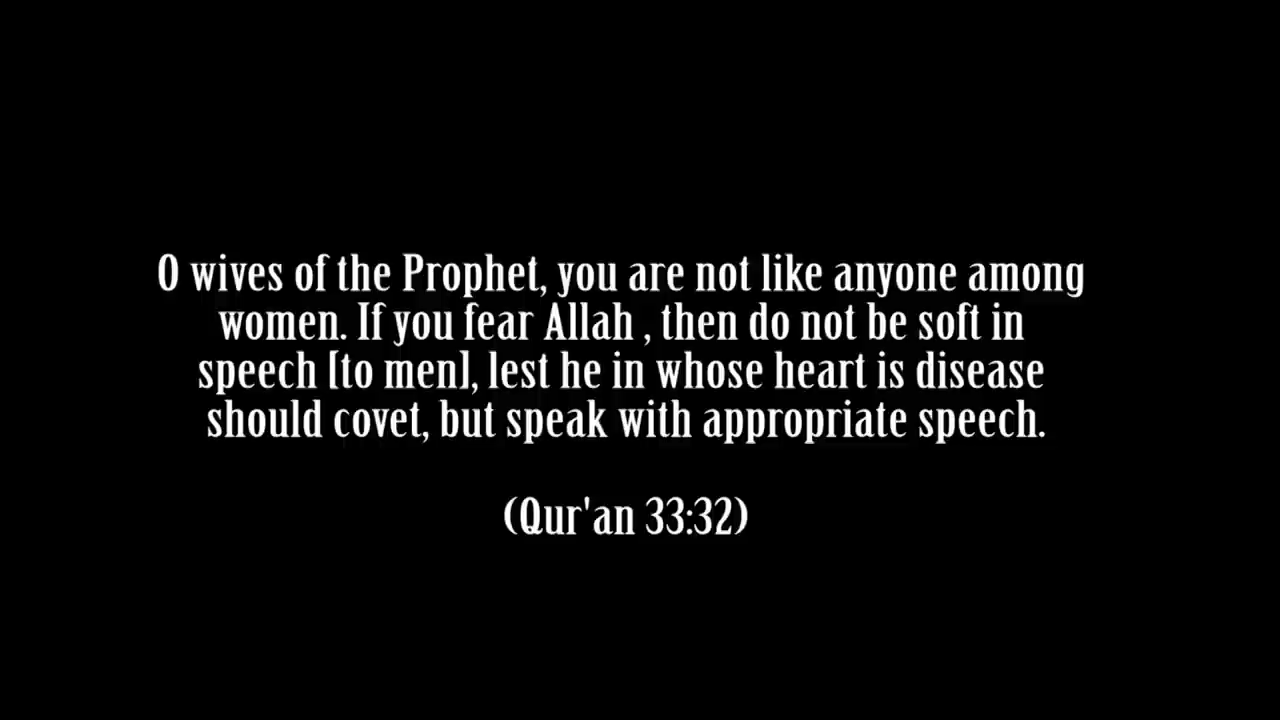 O wives of the Prophet, you are not like anyone among
women. If you fear Allah , then do not be soft in
speech [to men], lest he in whose heart is disease
should covet, but speak with appropriate speech.
(Qur'an 33:32)